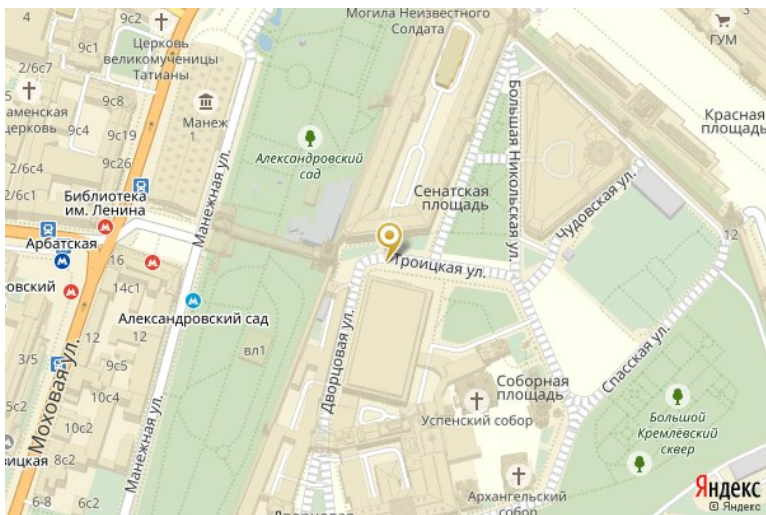 Могила Неизвестного
Солдата
4
9с2
9с1
2/6с7
Церковь
великомученицы
Татианы
ГУМ
9с8
Манеж
1
Красная
площадь
9с4
9с19
9с26
2/6с4
2/6с1
Александровский
сад
Большая Никольская ул.
Манежная ул.
Сенатская
площадь
Чудовская ул.
Библиотека
им. Ленина
Арбатская
12
16
14с1
Троицкая ул.
Александровский сад
12
12
3/5
вл1
9с5
Моховая ул.
Дворцовая ул.
Спасская ул.
10с4
5с2
10с2
Манежная ул.
Соборная
площадь
Успенский собор
Большой
Кремлёвский
сквер
8с2
6-8
6с2
Архангельский
собор
Яндекс
© Яндекс